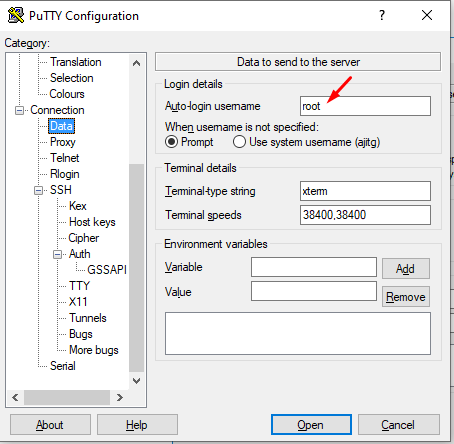 PuTTY Configuration
?
Category:
Translation
Selection
Colours
Connection
Data
Proxy
Telnet
Rlogin
SSH
Kex
Host keys
Cipher
Auth
GSSAPI
TTY
X11
Tunnels
Bugs
More bugs
Serial
Data to send to the server
Login details
Auto-login username root
When username is not specified:
Prompt Use system username (ajitg)
Terminal details
Terminal-type string xterm
Terminal speeds 38400,38400
Environment variables
Variable Add
Value Remove
About Help Open Cancel